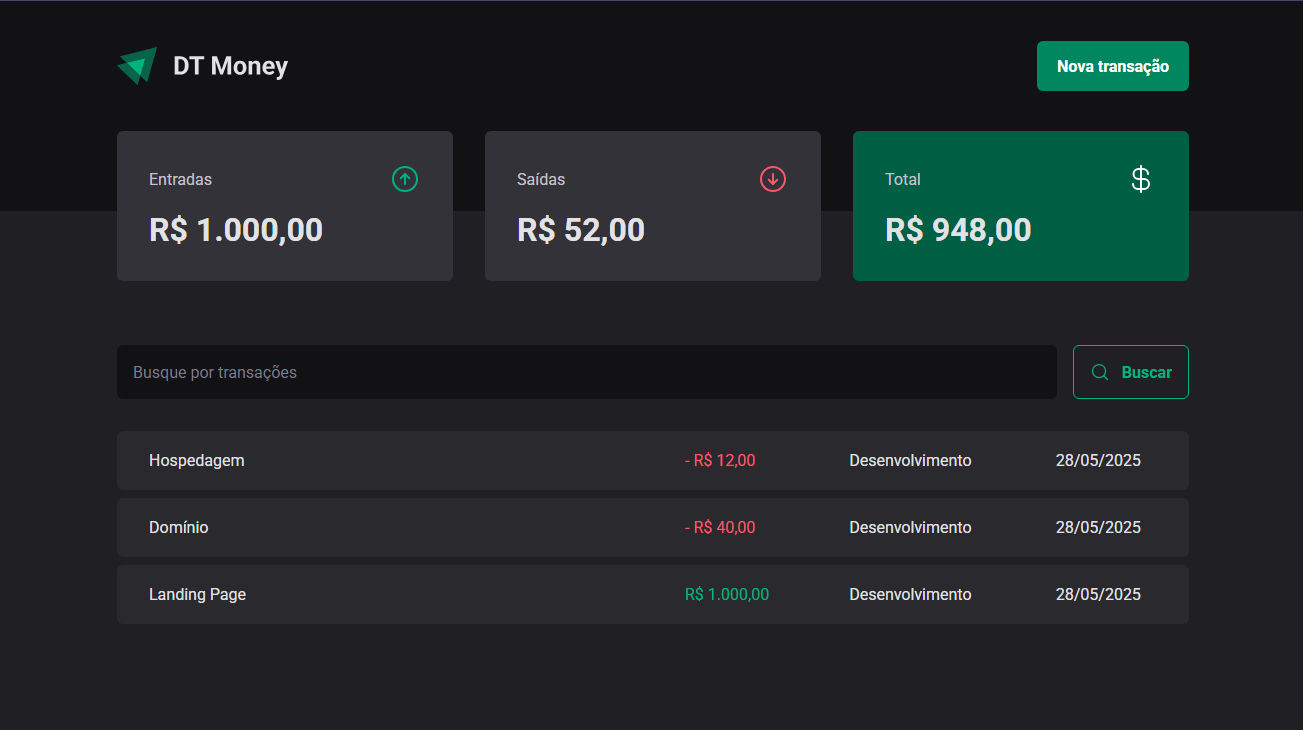 DT Money
Nova transação
Entradas
R$ 1.000,00
Saídas
R$ 52,00
Total
R$ 948,00
Busque por transações
Buscar
Hospedagem - R$ 12,00 Desenvolvimento 28/05/2025
Domínio - R$ 40,00 Desenvolvimento 28/05/2025
Landing Page R$ 1.000,00 Desenvolvimento 28/05/2025